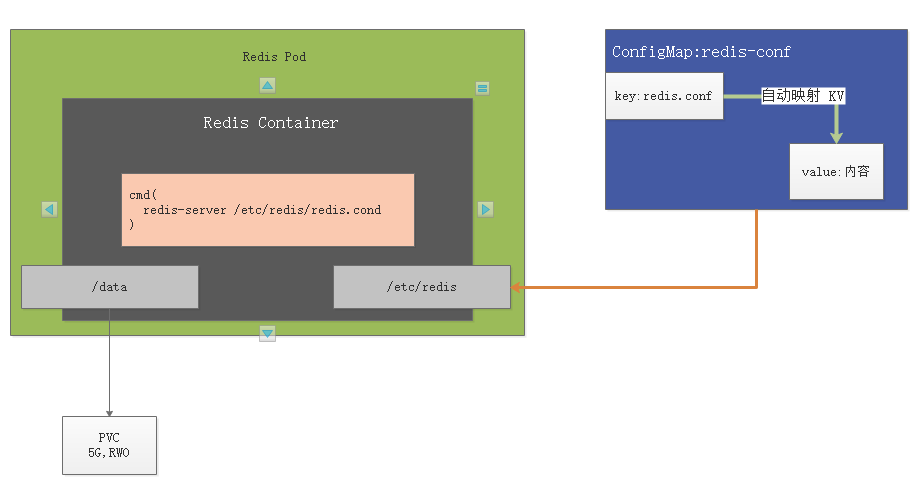 Redis Pod
Redis Container
cmd(
redis-server /etc/redis/redis.cond
)
/data
/etc/redis
PVC
5G,RWO
ConfigMap:redis-conf
key:redis.conf
自动映射 KV
value:内容